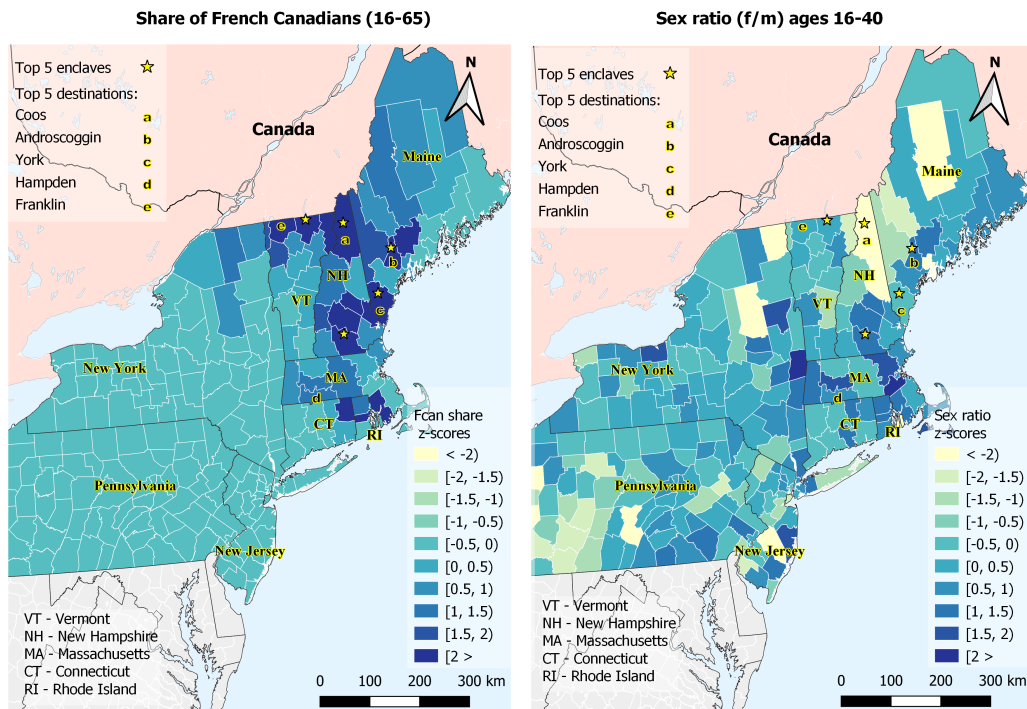 Share of French Canadians (16-65)
Top 5 enclaves
Top 5 destinations:
Coos a
Androscoggin b
York c
Hampden d
Franklin e
N
Canada
Maine
e
a
b
NH
VT
c
New York
MA
d
CT
RI
Pennsylvania
New Jersey
Fcan share
z-scores
< -2)
[-2, -1.5)
[-1.5, -1)
[-1, -0.5)
[-0.5, 0)
[0, 0.5)
[0.5, 1)
[1, 1.5)
[1.5, 2)
[2 >
VT - Vermont
NH - New Hampshire
MA - Massachusetts
CT - Connecticut
RI - Rhode Island
0 100 200 300 km
Sex ratio (f/m) ages 16-40
Top 5 enclaves
Top 5 destinations:
Coos a
Androscoggin b
York c
Hampden d
Franklin e
N
Canada
Maine
e
a
b
NH
VT
c
New York
MA
d
CT
RI
Pennsylvania
New Jersey
Sex ratio
z-scores
< -2)
[-2, -1.5)
[-1.5, -1)
[-1, -0.5)
[-0.5, 0)
[0, 0.5)
[0.5, 1)
[1, 1.5)
[1.5, 2)
[2 >
VT - Vermont
NH - New Hampshire
MA - Massachusetts
CT - Connecticut
RI - Rhode Island
0 100 200 300 km